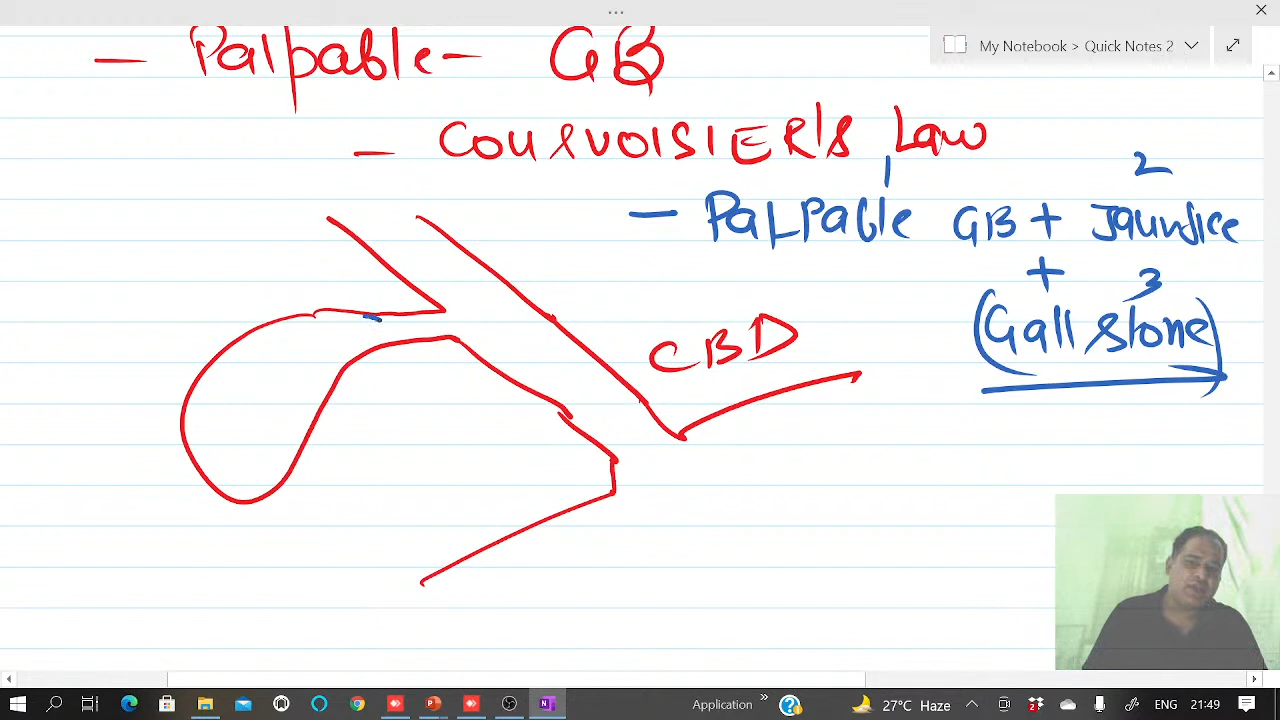 ...
My Notebook > Quick Notes 2
- Palpable - GB
- COURVOISIER'S Law
1 2
- PALPable GB + Jaundice
+ 3
(Gall stone)
CBD
Application
27°C Haze
ENG
21:49